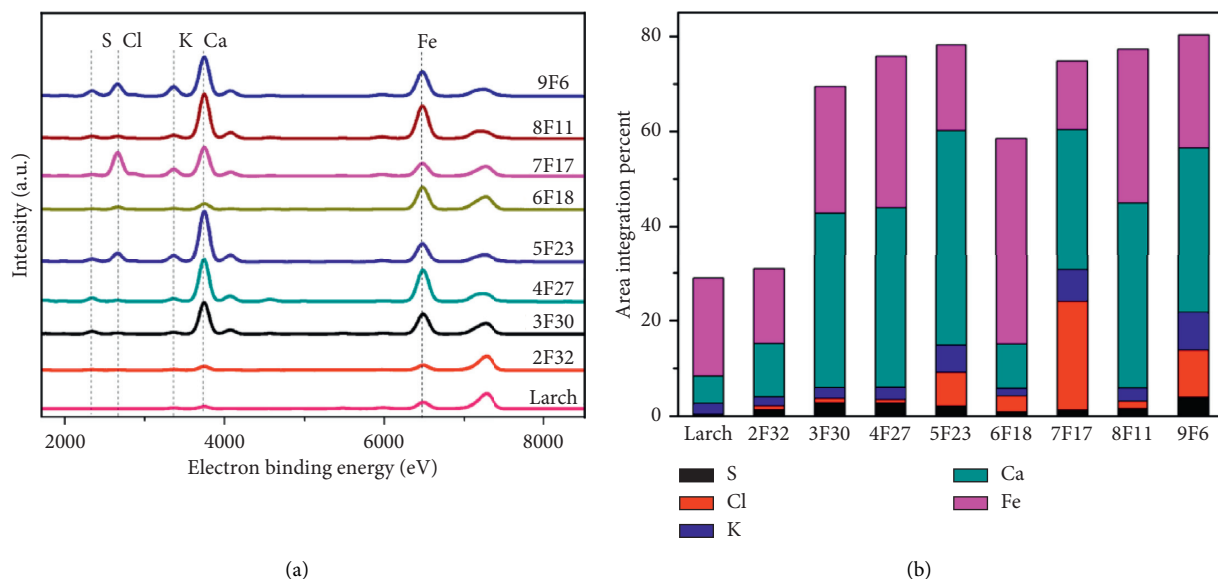 S Cl K Ca Fe
9F6
8F11
7F17
6F18
5F23
4F27
3F30
2F32
Larch
Intensity (a.u.)
2000 4000 6000 8000
Electron binding energy (eV)
(a)
80
60
40
20
0
Area integration percent
Larch 2F32 3F30 4F27 5F23 6F18 7F17 8F11 9F6
S
Cl
K
Ca
Fe
(b)